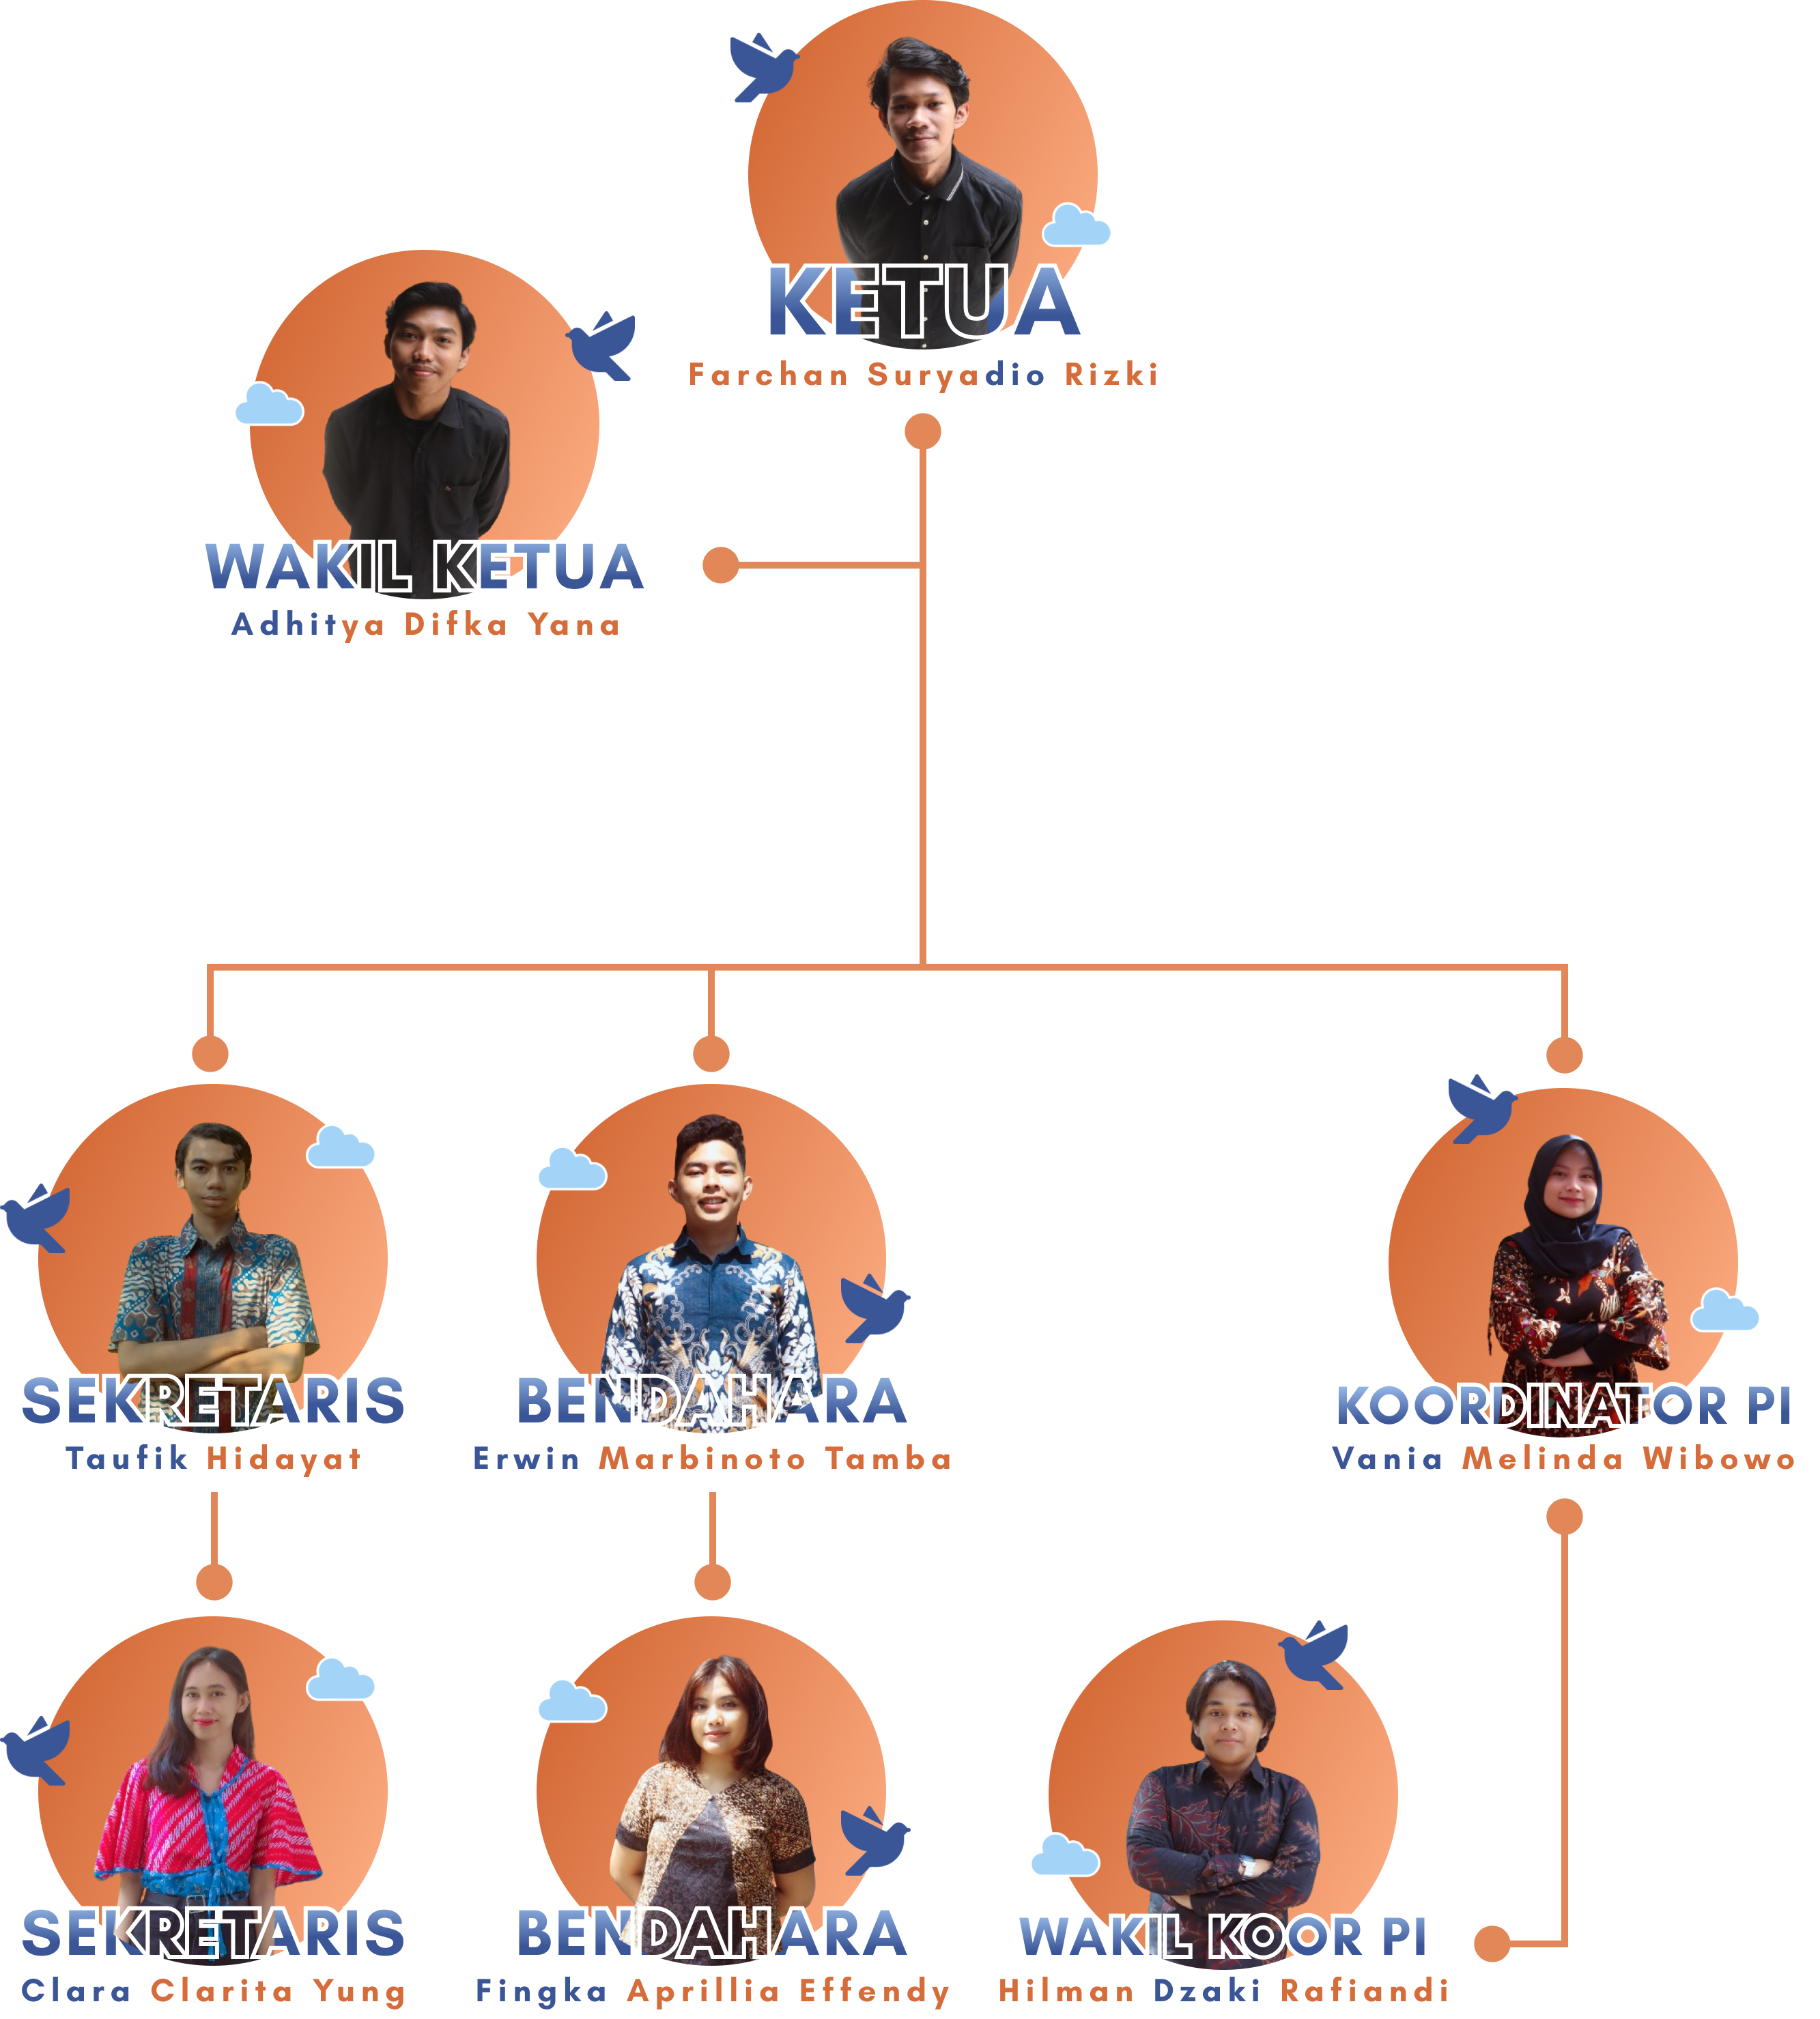 KETUA
Farchan Suryadio Rizki
WAKIL KETUA
Adhitya Difka Yana
SEKRETARIS
Taufik Hidayat
BENDAHARA
Erwin Marbinoto Tamba
KOORDINATOR PI
Vania Melinda Wibowo
SEKRETARIS
Clara Clarita Yung
BENDAHARA
Fingka Aprillia Effendy
WAKIL KOOR PI
Hilman Dzaki Rafiandi